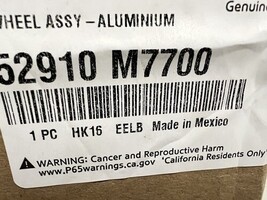 WHEEL ASSY-ALUMINIUM
Genuine
52910 M7700
1 PC HK16 EELB Made in Mexico
WARNING: Cancer and Reproductive Harm
www.P65warnings.ca.gov *California Residents Only*